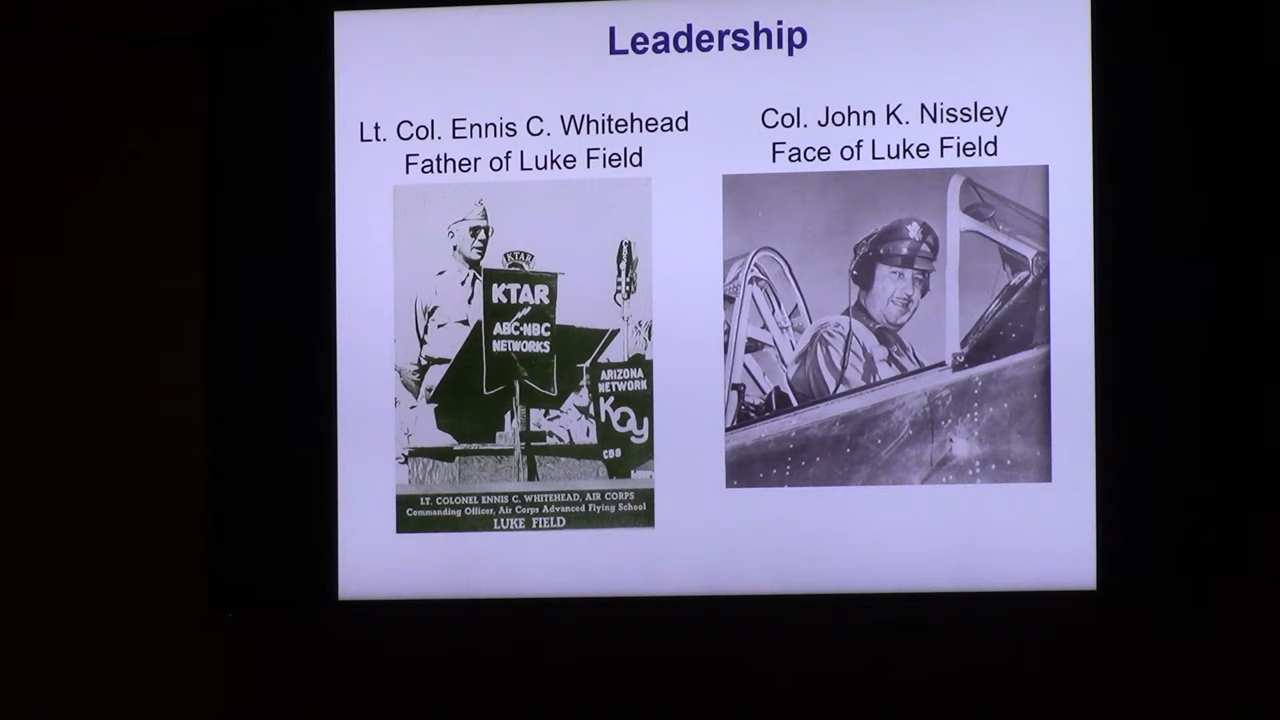 Leadership
Lt. Col. Ennis C. Whitehead
Father of Luke Field
Col. John K. Nissley
Face of Luke Field
KTAR
KTAR
ABC-NBC
NETWORKS
ARIZONA
NETWORK
KOy
CBS
LT. COLONEL ENNIS C. WHITEHEAD, AIR CORPS
Commanding Officer, Air Corps Advanced Flying School
LUKE FIELD